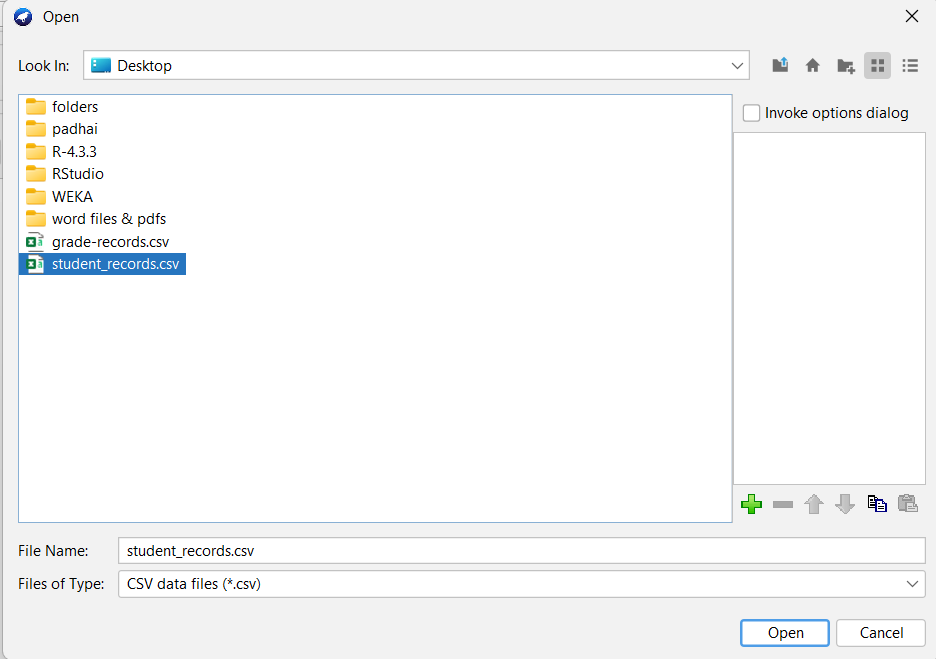 Open
Look In: Desktop
folders
padhai
R-4.3.3
RStudio
WEKA
word files & pdfs
grade-records.csv
student_records.csv
Invoke options dialog
File Name: student_records.csv
Files of Type: CSV data files (*.csv)
Open Cancel